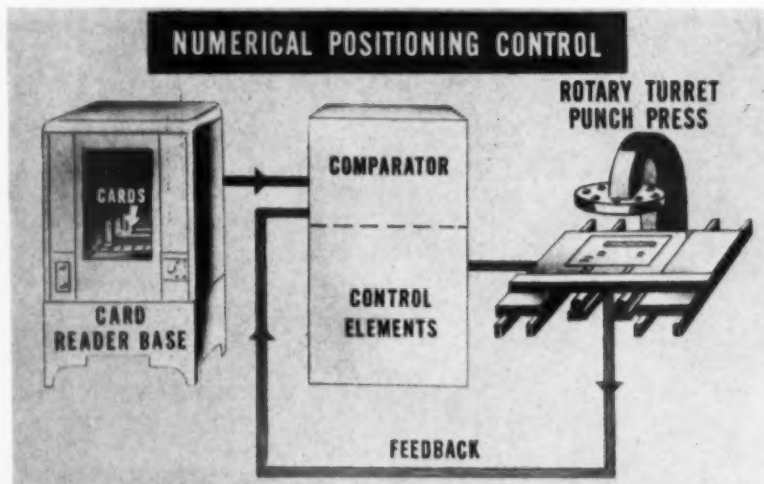 NUMERICAL POSITIONING CONTROL
ROTARY TURRET
PUNCH PRESS
CARDS
COMPARATOR
CARD
READER BASE
CONTROL
ELEMENTS
FEEDBACK